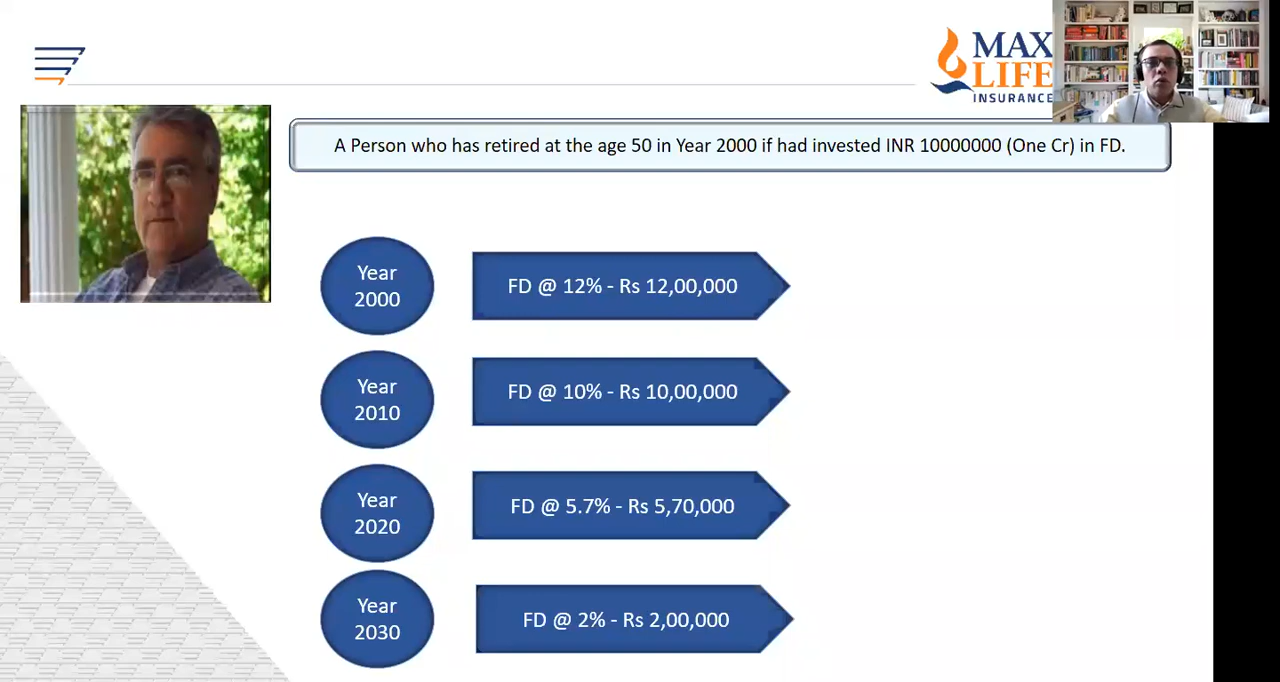 MAX
LIFE
INSURANCE
A Person who has retired at the age 50 in Year 2000 if had invested INR 10000000 (One Cr) in FD.
Year
2000
FD @ 12% - Rs 12,00,000
Year
2010
FD @ 10% - Rs 10,00,000
Year
2020
FD @ 5.7% - Rs 5,70,000
Year
2030
FD @ 2% - Rs 2,00,000